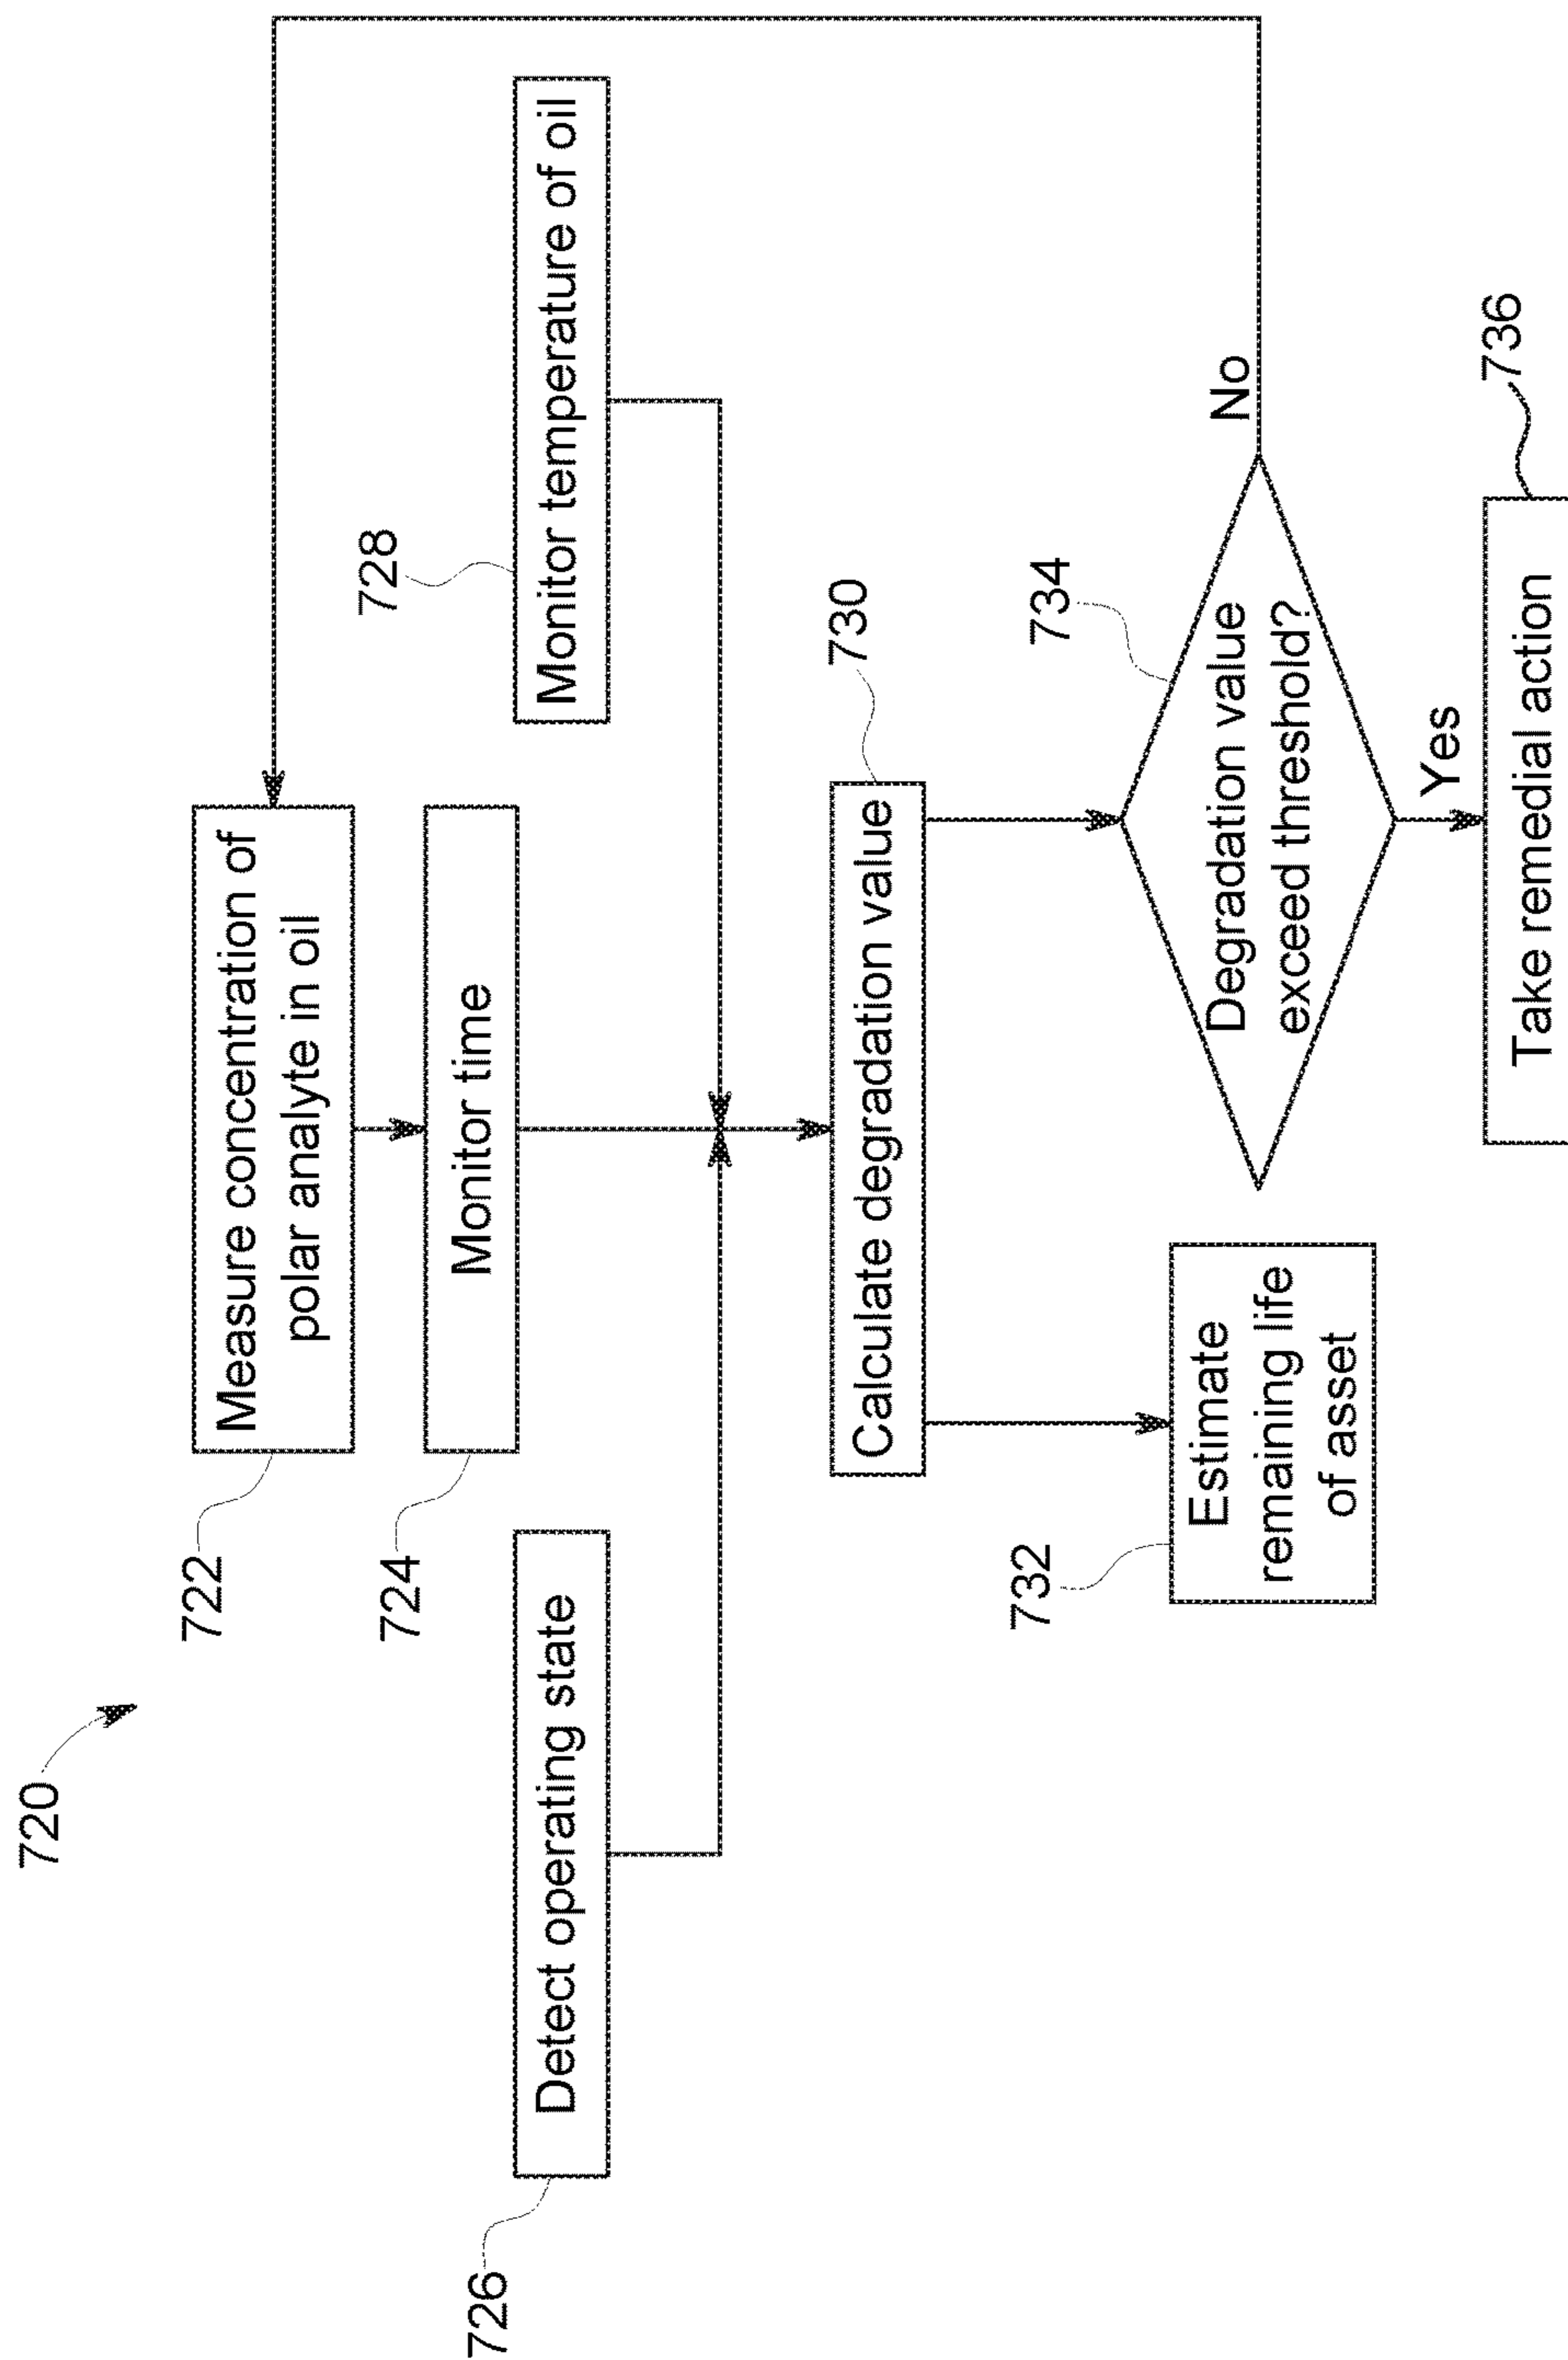 720
722
Measure concentration of
polar analyte in oil
724
Monitor time
726
Detect operating state
728
Monitor temperature of oil
730
Calculate degradation value
732
Estimate
remaining life
of asset
734
Degradation value
exceed threshold?
No
Yes
736
Take remedial action